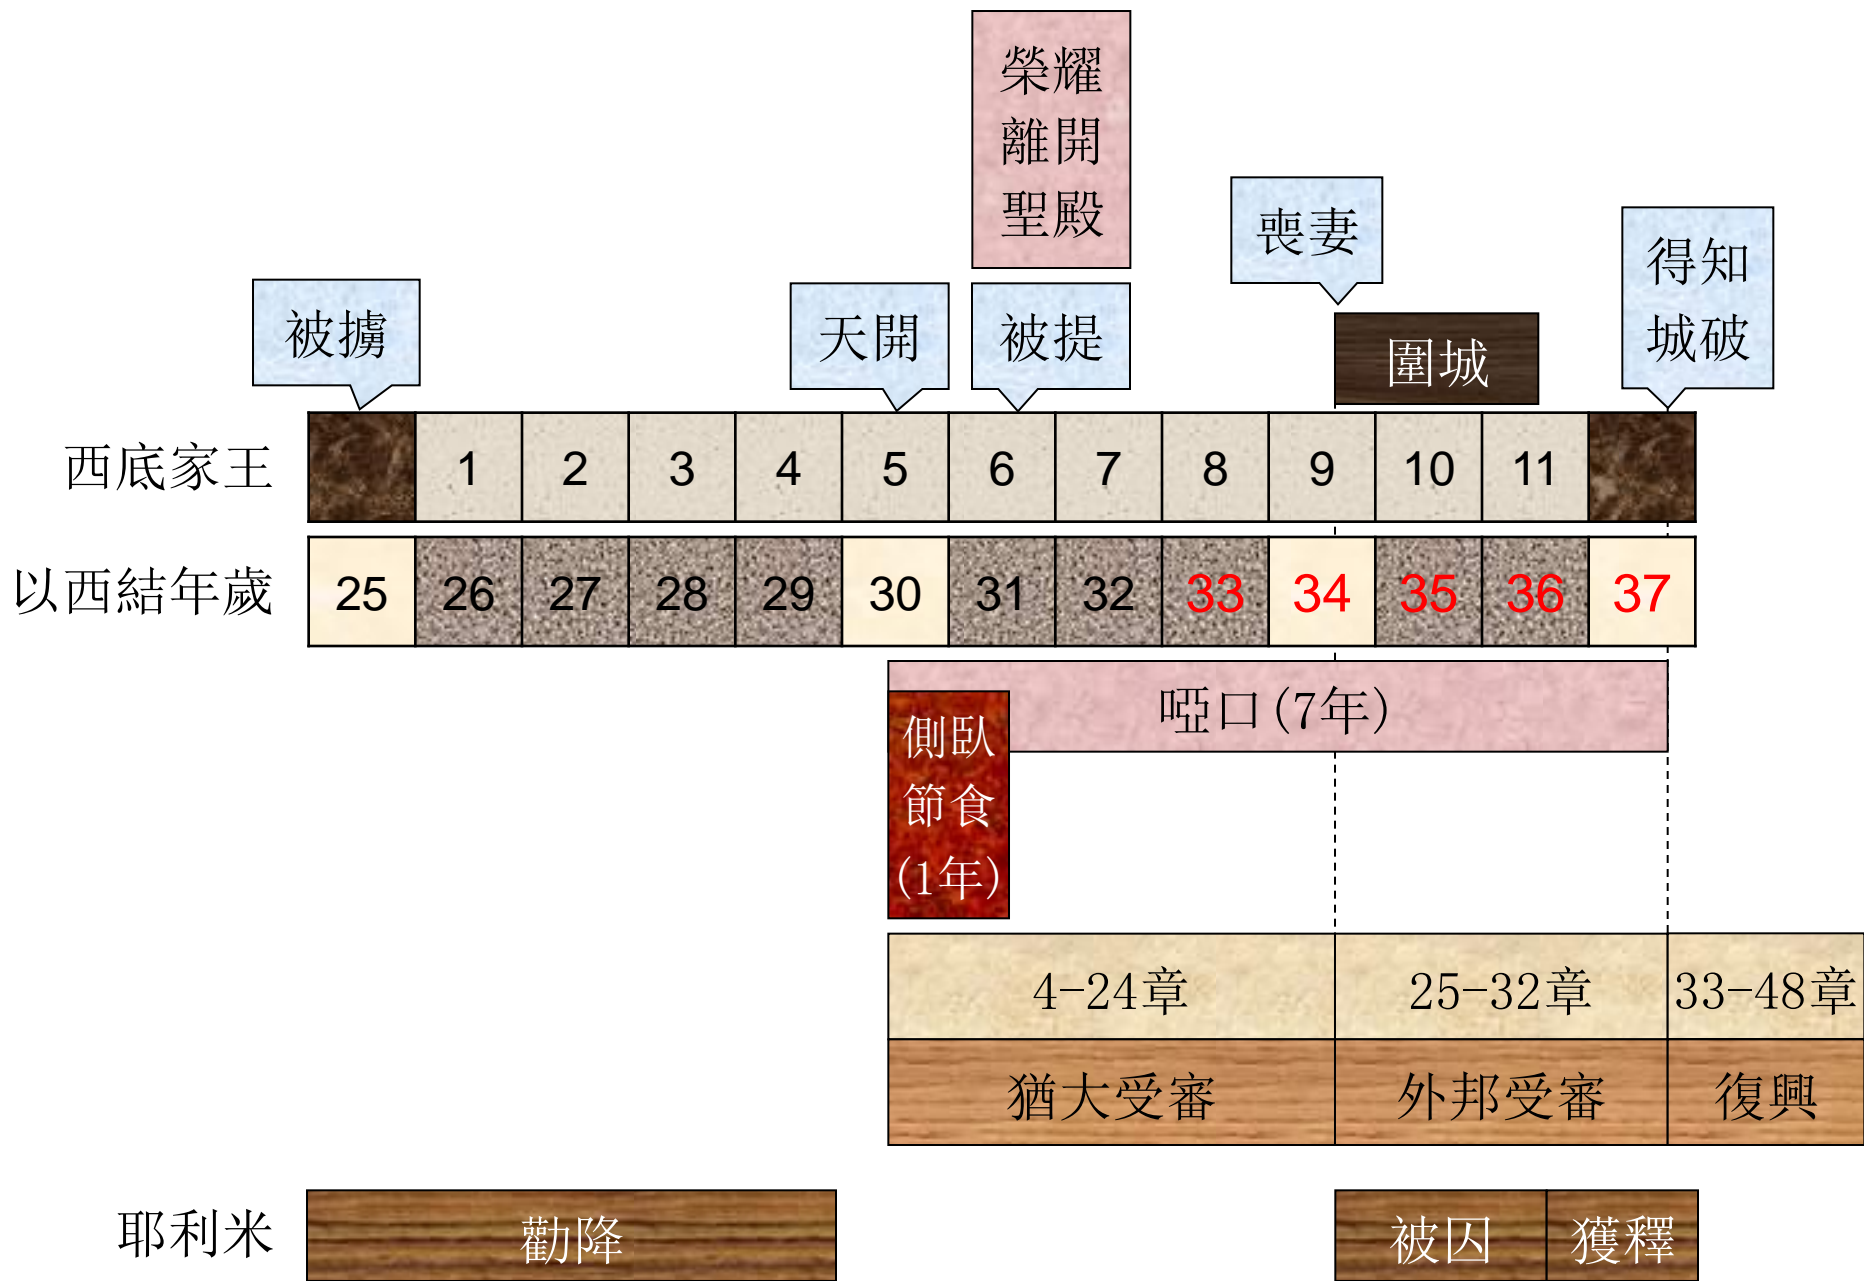 榮耀
離開
聖殿
喪妻
得知
城破
被擄
天開
被提
圍城
西底家王 1 2 3 4 5 6 7 8 9 10 11
以西結年歲 25 26 27 28 29 30 31 32 33 34 35 36 37
啞口(7年)
側臥
節食
(1年)
4-24章 25-32章 33-48章
猶大受審 外邦受審 復興
耶利米 勸降 被囚 獲釋